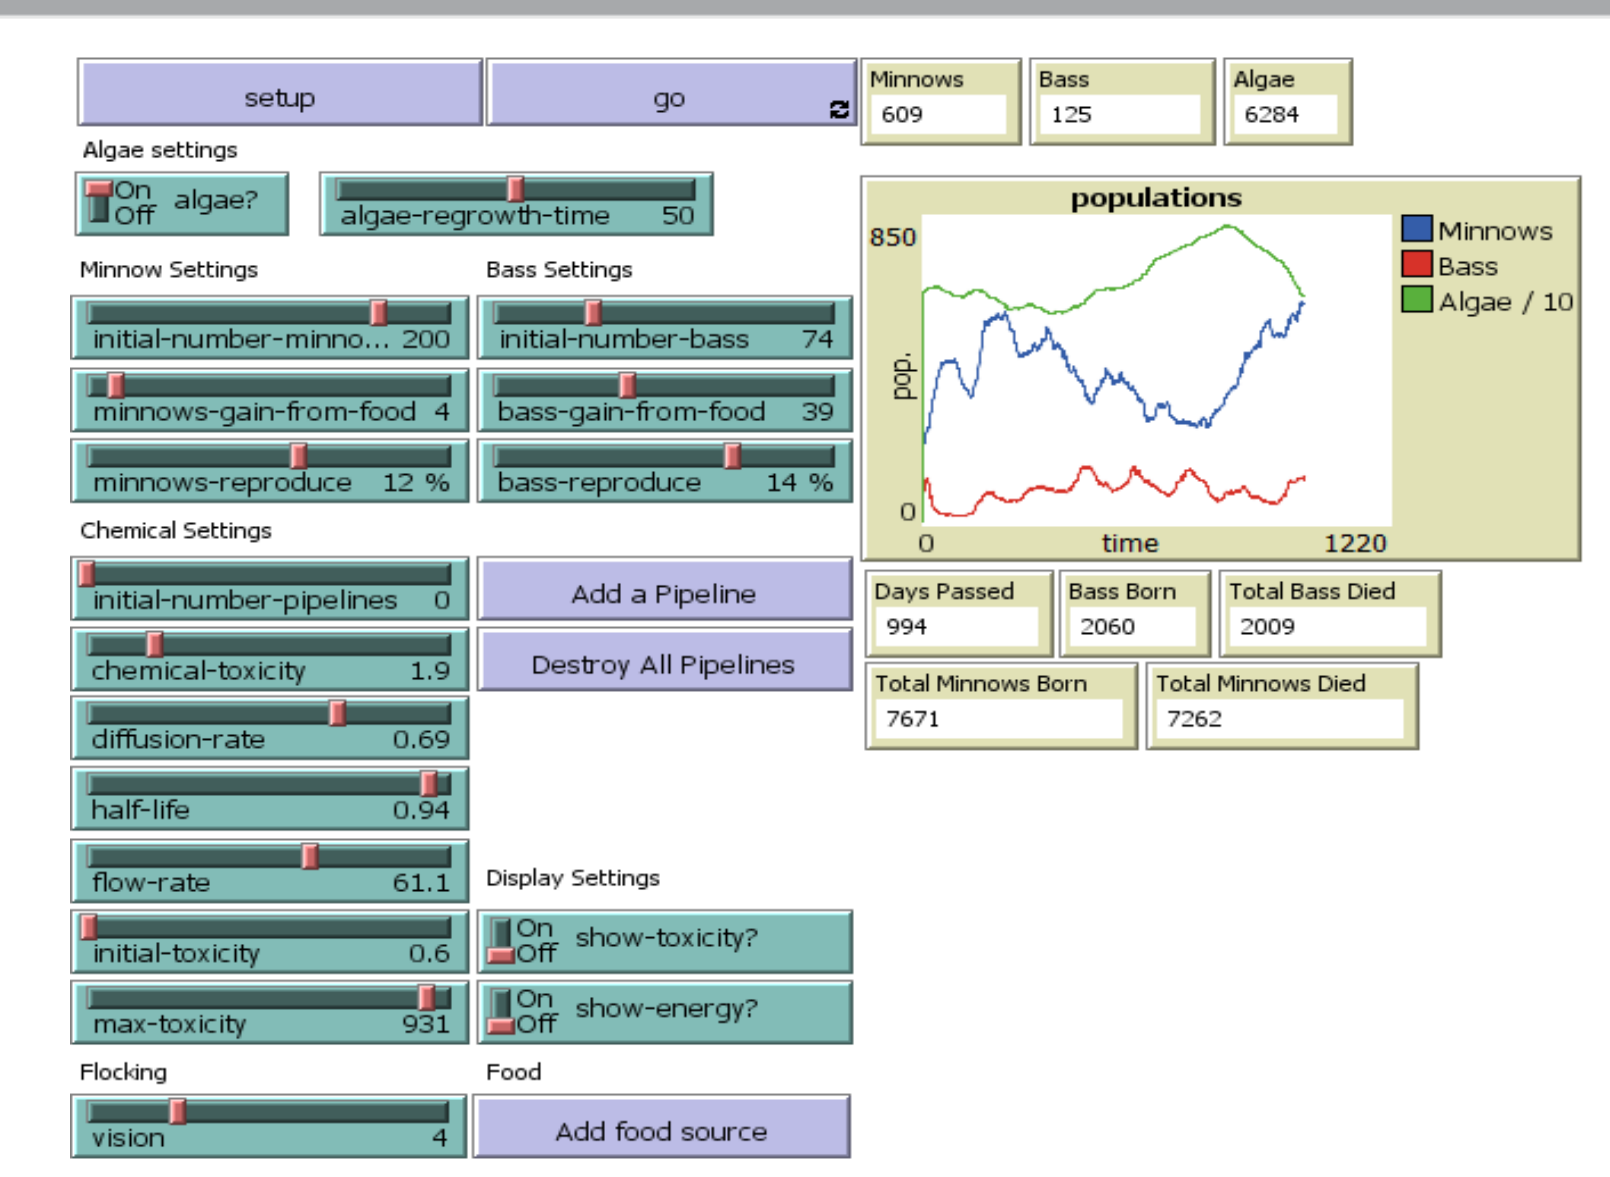 setup
go
Minnows
609
Bass
125
Algae
6284
Algae settings
On
Off
algae?
algae-regrowth-time 50
populations
850
pop.
0
0
time
1220
Minnows
Bass
Algae / 10
Minnow Settings
Bass Settings
initial-number-minno... 200
initial-number-bass 74
minnows-gain-from-food 4
bass-gain-from-food 39
minnows-reproduce 12 %
bass-reproduce 14 %
Chemical Settings
initial-number-pipelines 0
Add a Pipeline
Days Passed
994
Bass Born
2060
Total Bass Died
2009
chemical-toxicity 1.9
Destroy All Pipelines
Total Minnows Born
7671
Total Minnows Died
7262
diffusion-rate 0.69
half-life 0.94
flow-rate 61.1
Display Settings
initial-toxicity 0.6
On
Off
show-toxicity?
max-toxicity 931
On
Off
show-energy?
Flocking
Food
vision 4
Add food source